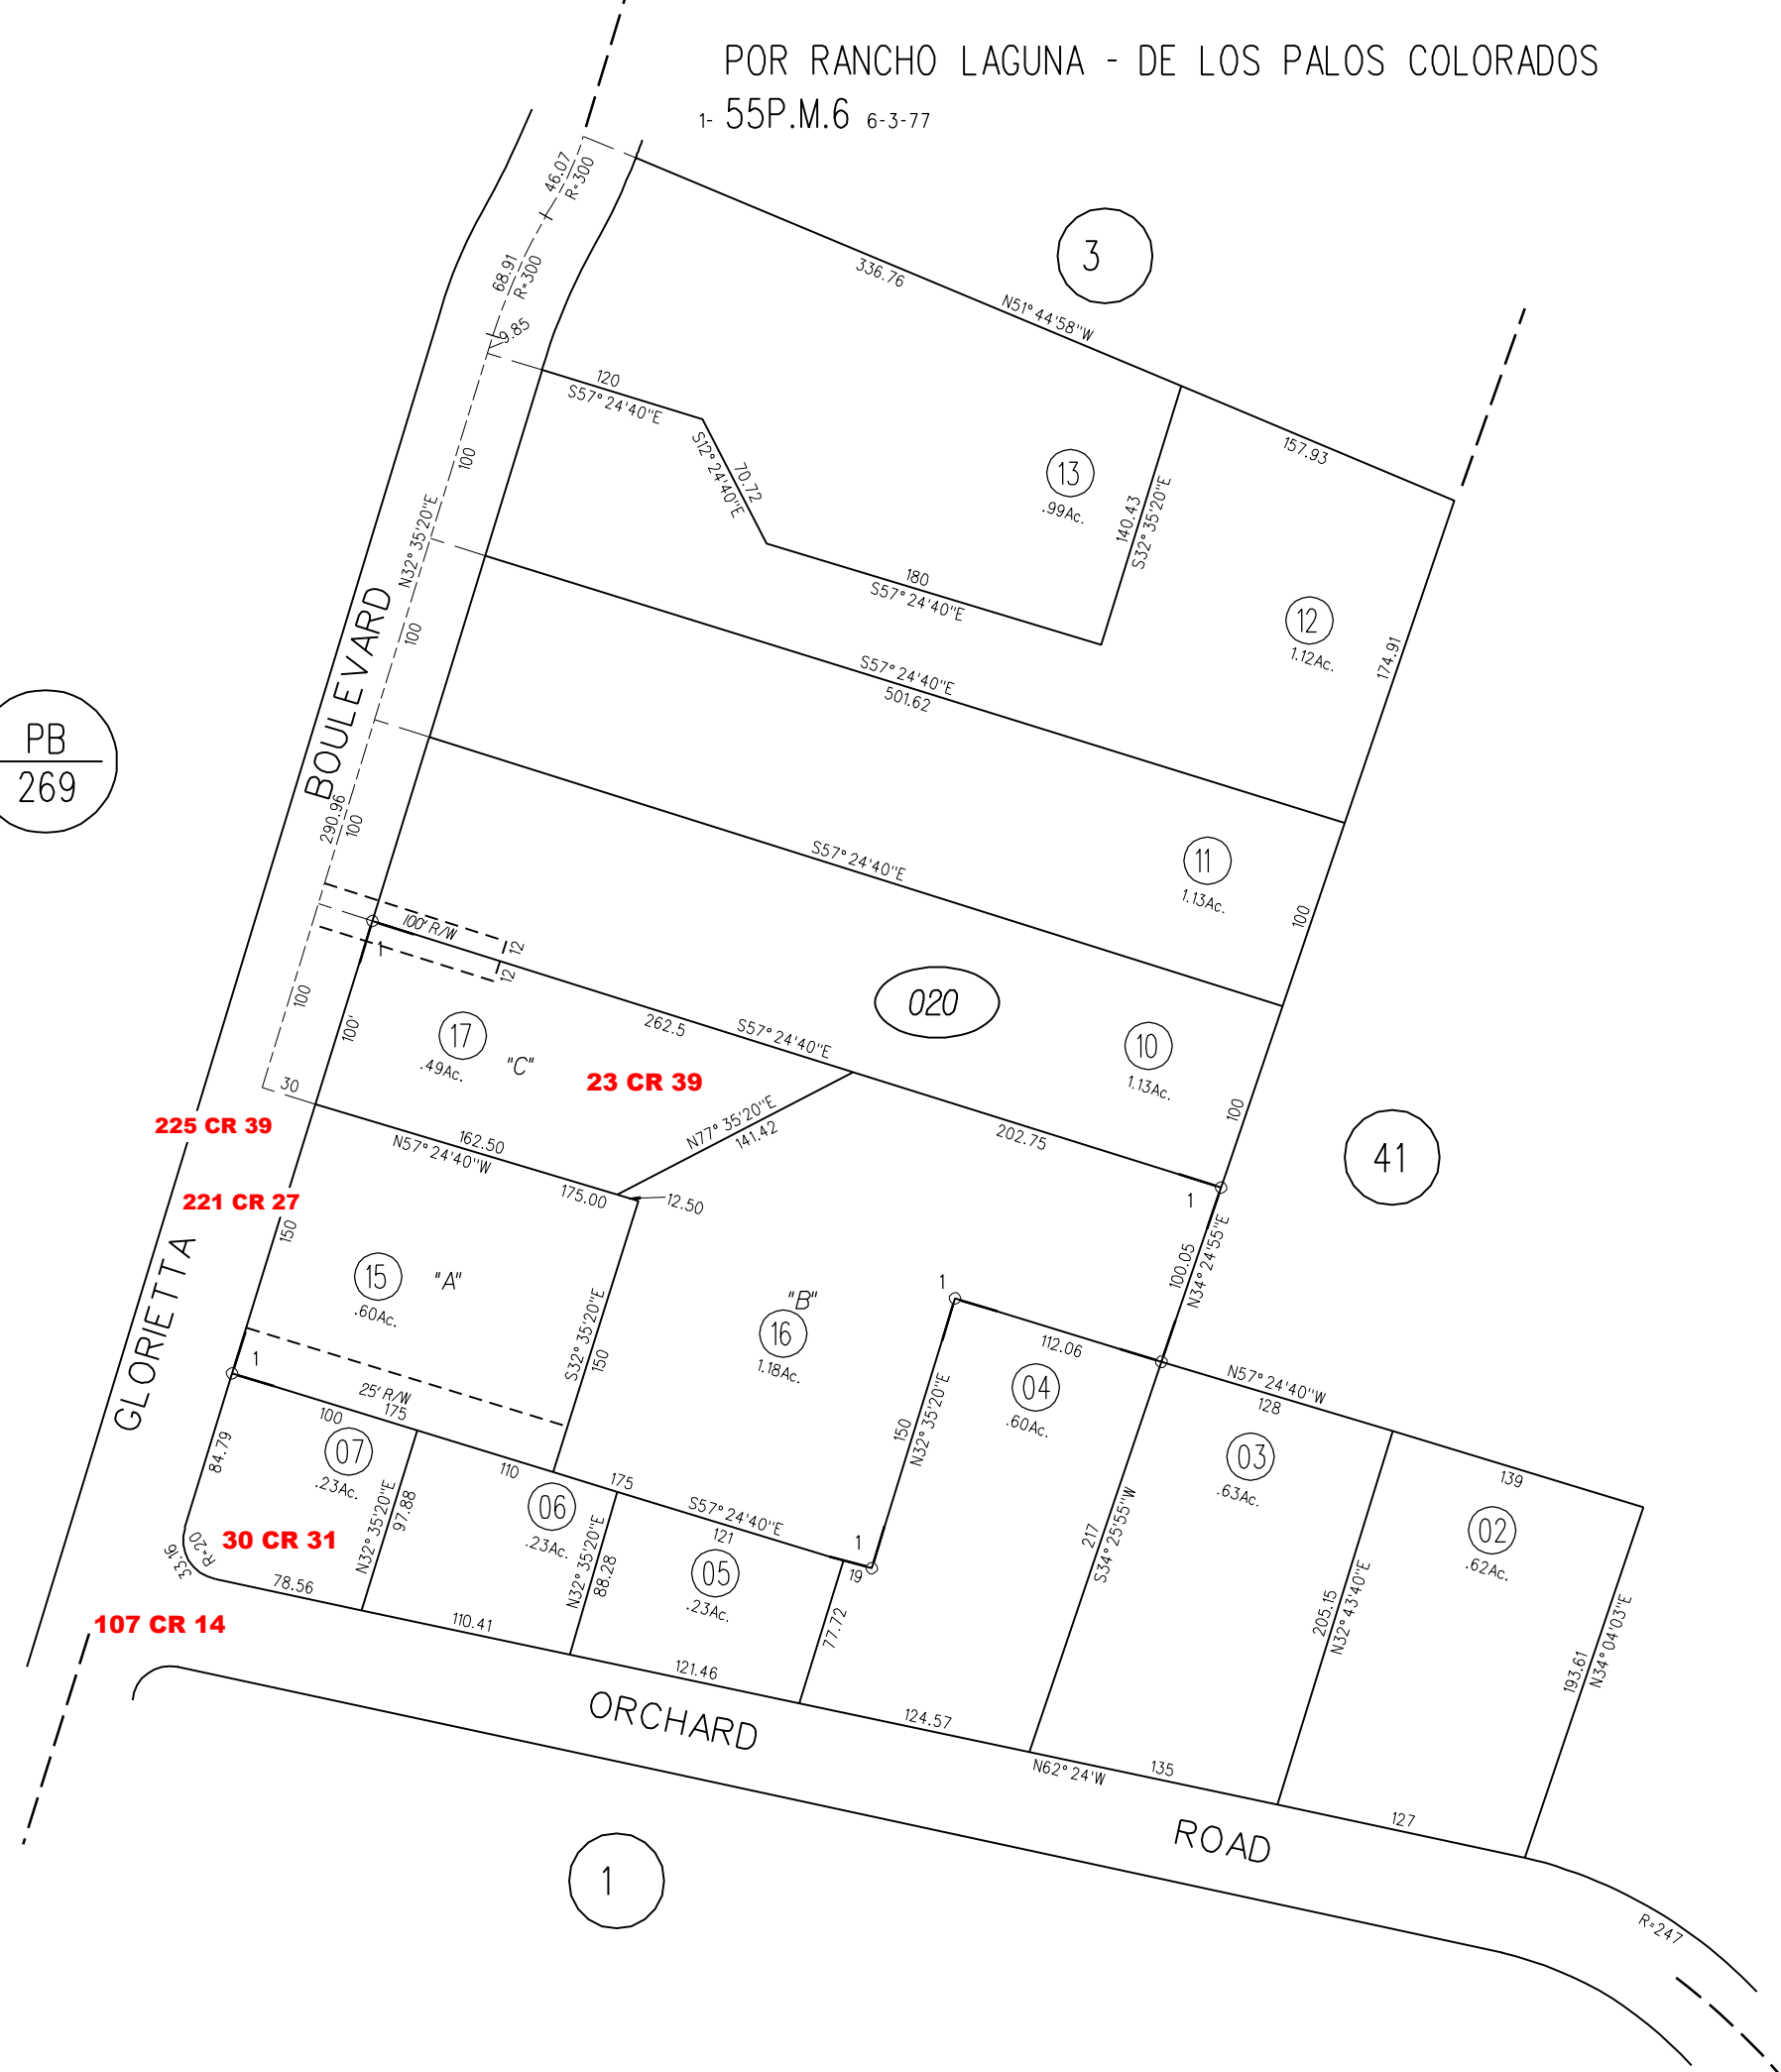 POR RANCHO LAGUNA - DE LOS PALOS COLORADOS
1- 55P.M.6 6-3-77
46.07
R=300
3
68.91
R=300
336.76
N51°44'58"W
9.85
120
S57°24'40"E
157.93
S12°24'40"E
70.72
100
13
.99Ac.
140.43
S32°35'20"E
N32°35'20"E
180
S57°24'40"E
12
1.12Ac.
100
BOULEVARD
S57°24'40"E
501.62
174.91
PB
269
290.96
100
S57°24'40"E
11
1.13Ac.
100' R/W
1
12
12
100
100
100'
020
17
.49Ac.
"C"
262.5
S57°24'40"E
10
1.13Ac.
30
23 CR 39
100
225 CR 39
162.50
N57°24'40"W
N77°35'20"E
141.42
202.75
41
221 CR 27
175.00
12.50
1
150
GLORIETTA
15
.60Ac.
"A"
S32°35'20"E
150
"B"
16
1.18Ac.
1
100.05
N34°24'55"E
112.06
1
25' R/W
175
100
07
.23Ac.
84.79
150
N32°35'20"E
04
.60Ac.
N57°24'40"W
128
03
.63Ac.
139
110
06
.23Ac.
175
S57°24'40"E
121
1
19
02
.62Ac.
N32°35'20"E
97.88
30 CR 31
R=20
33.16
78.56
N32°35'20"E
88.28
05
.23Ac.
77.72
217
S34°25'55"W
205.15
N32°43'40"E
193.61
N34°04'03"E
107 CR 14
110.41
121.46
124.57
N62°24'W
135
127
ORCHARD
ROAD
1
R=247